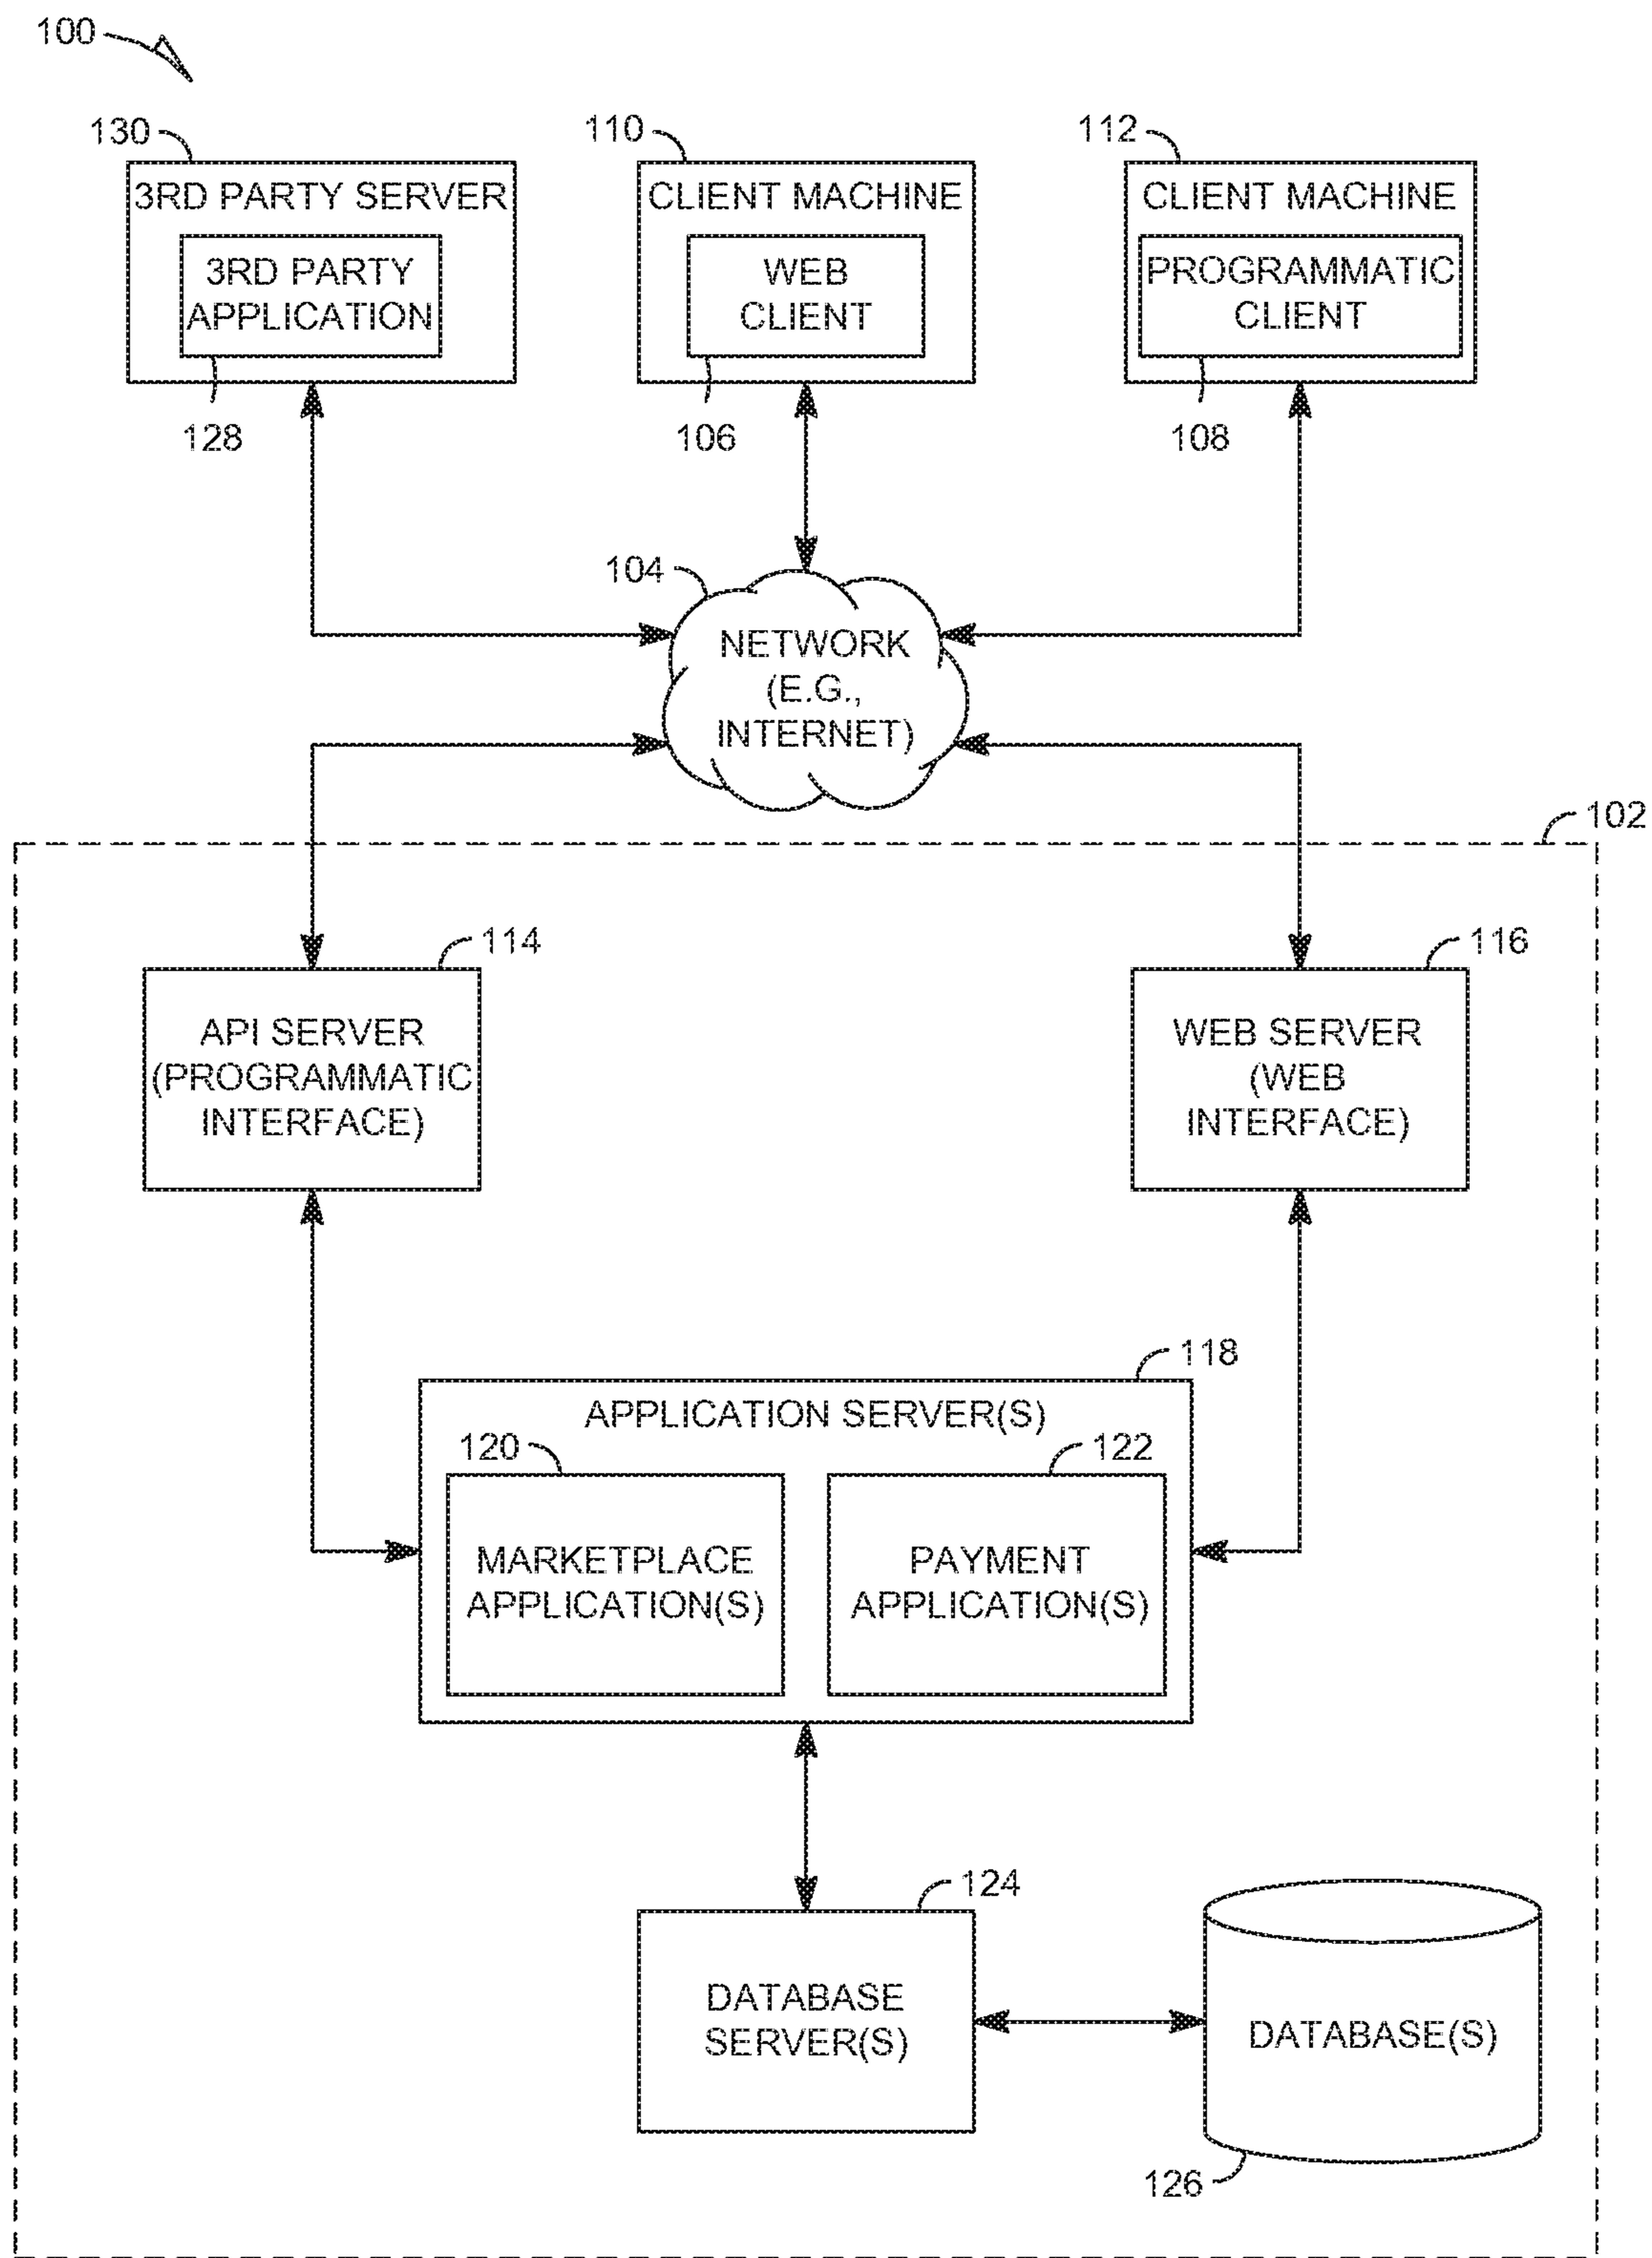 100
130
110
112
3RD PARTY SERVER
CLIENT MACHINE
CLIENT MACHINE
3RD PARTY
APPLICATION
WEB
CLIENT
PROGRAMMATIC
CLIENT
128
106
108
104
NETWORK
(E.G.,
INTERNET)
102
114
116
API SERVER
(PROGRAMMATIC
INTERFACE)
WEB SERVER
(WEB
INTERFACE)
118
APPLICATION SERVER(S)
120
122
MARKETPLACE
APPLICATION(S)
PAYMENT
APPLICATION(S)
124
DATABASE
SERVER(S)
DATABASE(S)
126